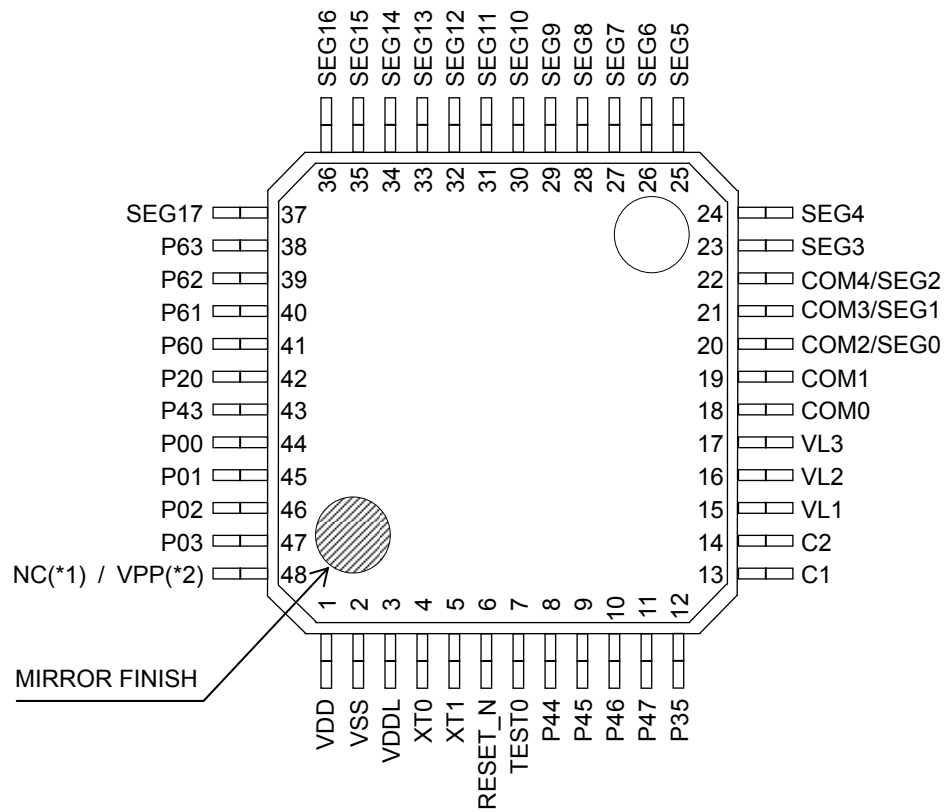 SEG16
SEG15
SEG14
SEG13
SEG12
SEG11
SEG10
SEG9
SEG8
SEG7
SEG6
SEG5
36
35
34
33
32
31
30
29
28
27
26
25
SEG17 37
P63 38
P62 39
P61 40
P60 41
P20 42
P43 43
P00 44
P01 45
P02 46
P03 47
NC(*1) / VPP(*2) 48
24 SEG4
23 SEG3
22 COM4/SEG2
21 COM3/SEG1
20 COM2/SEG0
19 COM1
18 COM0
17 VL3
16 VL2
15 VL1
14 C2
13 C1
1
2
3
4
5
6
7
8
9
10
11
12
VDD
VSS
VDDL
XT0
XT1
RESET_N
TEST0
P44
P45
P46
P47
P35
MIRROR FINISH